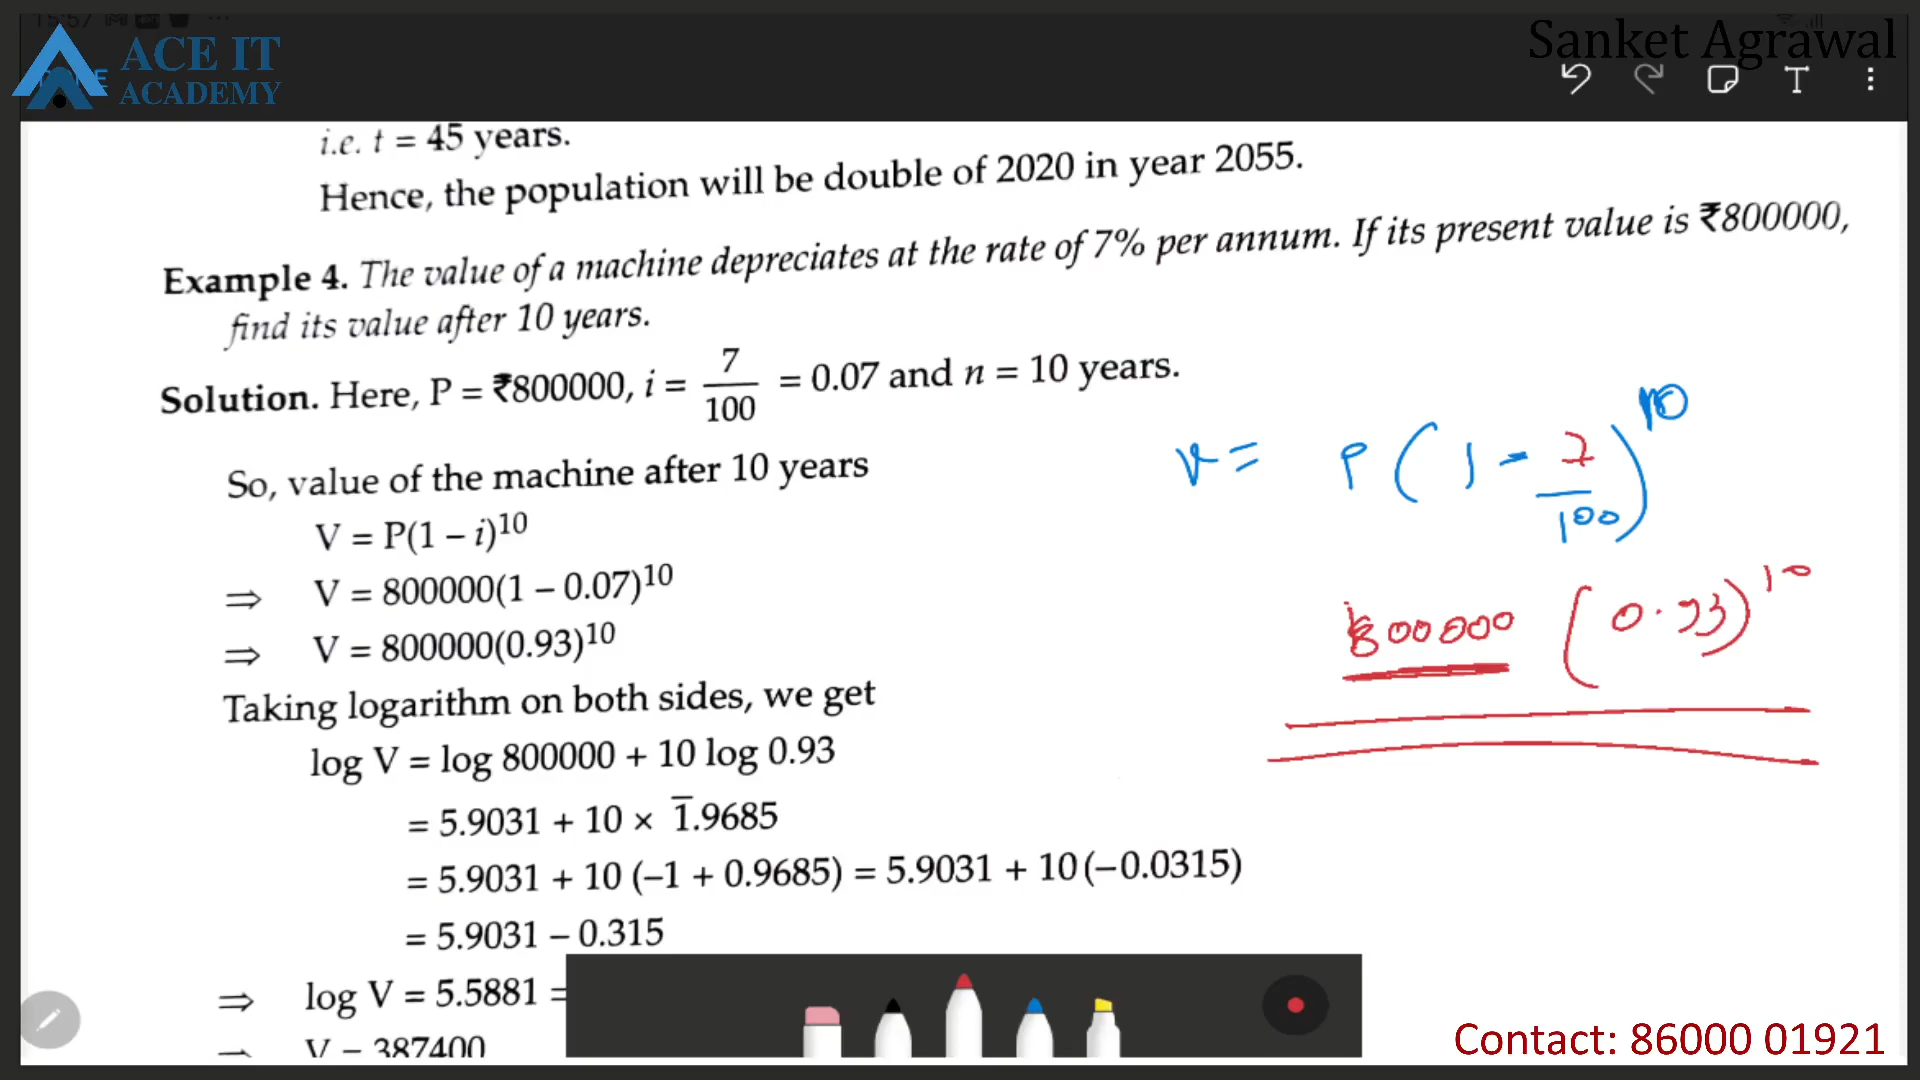 15:57
Sanket Agrawal
ACE IT
ACADEMY
T
i.e. t = 45 years.
Hence, the population will be double of 2020 in year 2055.
Example 4. The value of a machine depreciates at the rate of 7% per annum. If its present value is ₹800000,
find its value after 10 years.
Solution. Here, P = ₹800000, i = 7/100 = 0.07 and n = 10 years.
So, value of the machine after 10 years
V = P(1 – i)^10
⇒ V = 800000(1 – 0.07)^10
⇒ V = 800000(0.93)^10
Taking logarithm on both sides, we get
log V = log 800000 + 10 log 0.93
= 5.9031 + 10 × 1̅.9685
= 5.9031 + 10 (–1 + 0.9685) = 5.9031 + 10 (–0.0315)
= 5.9031 – 0.315
⇒ log V = 5.5881 =
V = 387400
V = P ( 1 - 7/100 )^10
800000 ( 0.93 )^10
Contact: 86000 01921